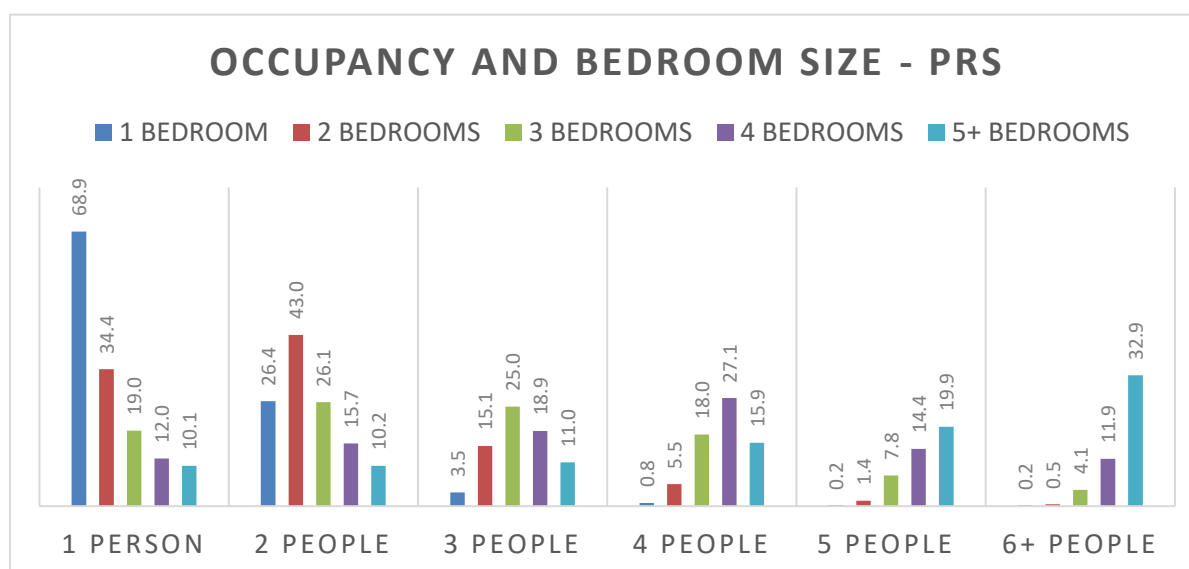 OCCUPANCY AND BEDROOM SIZE - PRS
1 BEDROOM 2 BEDROOMS 3 BEDROOMS 4 BEDROOMS 5+ BEDROOMS
68.9 34.4 19.0 12.0 10.1
26.4 43.0 26.1 15.7 10.2
3.5 15.1 25.0 18.9 11.0
0.8 5.5 18.0 27.1 15.9
0.2 1.4 7.8 14.4 19.9
0.2 0.5 4.1 11.9 32.9
1 PERSON 2 PEOPLE 3 PEOPLE 4 PEOPLE 5 PEOPLE 6+ PEOPLE